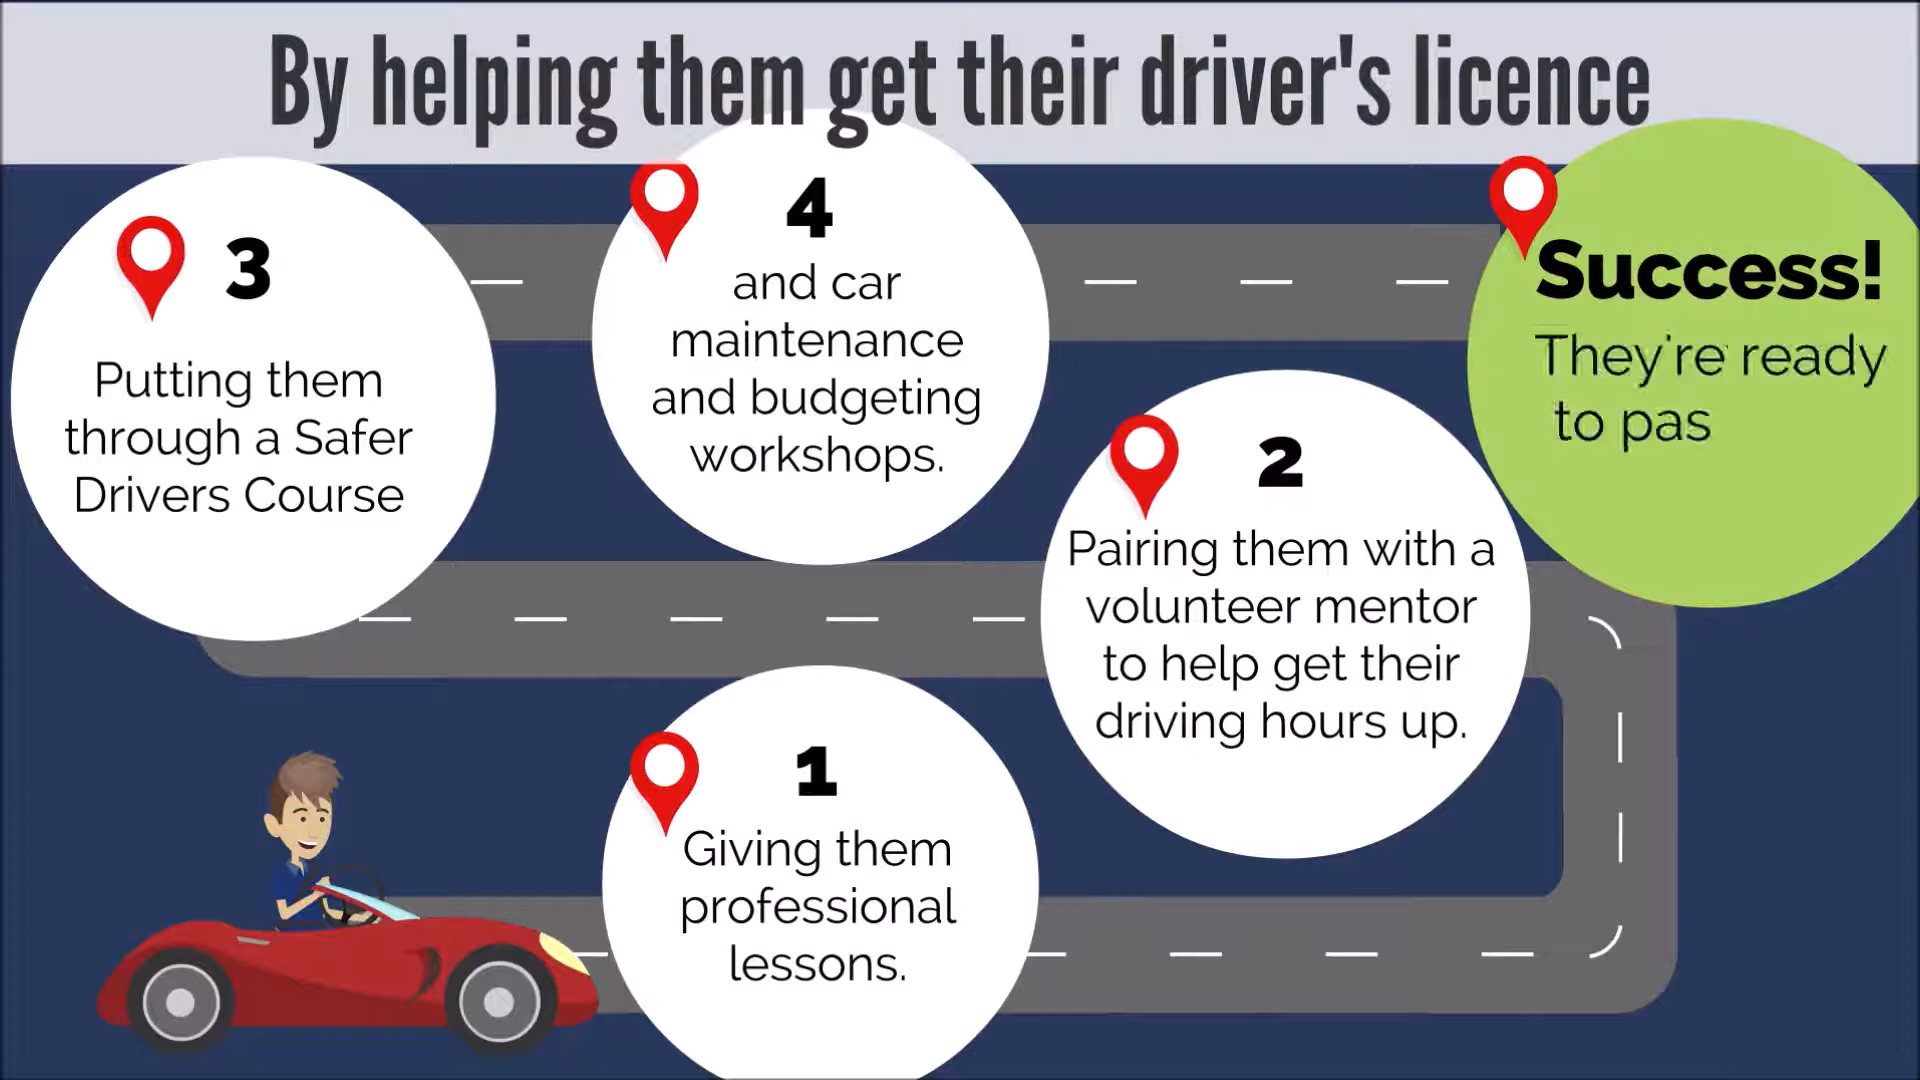 By helping them get their driver's licence
3
Putting them
through a Safer
Drivers Course
4
and car
maintenance
and budgeting
workshops.
Success!
They're ready
to pas
2
Pairing them with a
volunteer mentor
to help get their
driving hours up.
1
Giving them
professional
lessons.